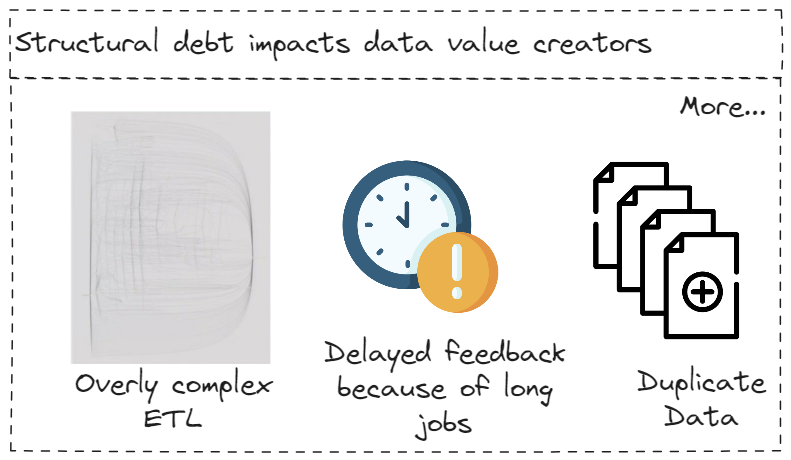 Structural debt impacts data value creators
More...
Overly complex
ETL
Delayed feedback
because of long
jobs
Duplicate
Data